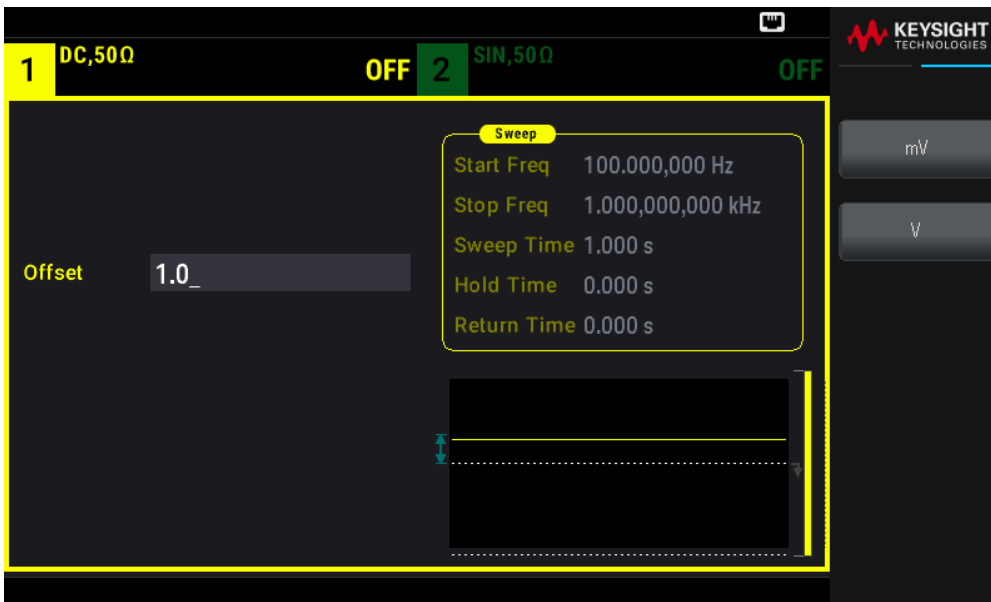 KEYSIGHT
TECHNOLOGIES
1 DC,50Ω OFF 2 SIN,50Ω OFF
Sweep
Start Freq 100.000,000 Hz
Stop Freq 1.000,000,000 kHz
Sweep Time 1.000 s
Offset 1.0_
Hold Time 0.000 s
Return Time 0.000 s
mV
V